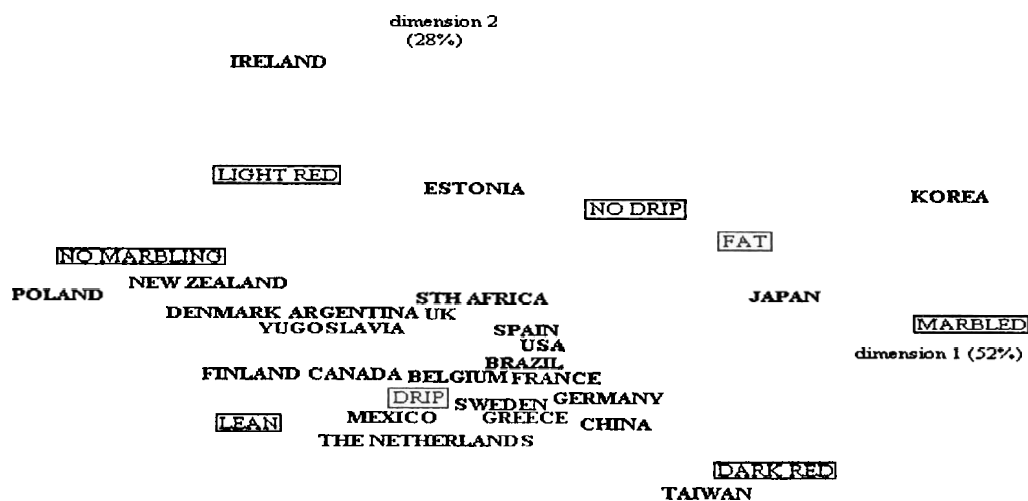 dimension 2
(28%)
IRELAND
LIGHT RED
ESTONIA
KOREA
NO DRIP
FAT
NO MARBLING
NEW ZEALAND
POLAND
STH AFRICA
JAPAN
DENMARK ARGENTINA UK
YUGOSLAVIA
SPAIN
MARBLED
USA
dimension 1 (52%)
BRAZIL
FINLAND CANADA BELGIUM FRANCE
DRIP
SWEDEN GERMANY
LEAN
MEXICO
GREECE
CHINA
THE NETHERLANDS
DARK RED
TAIWAN